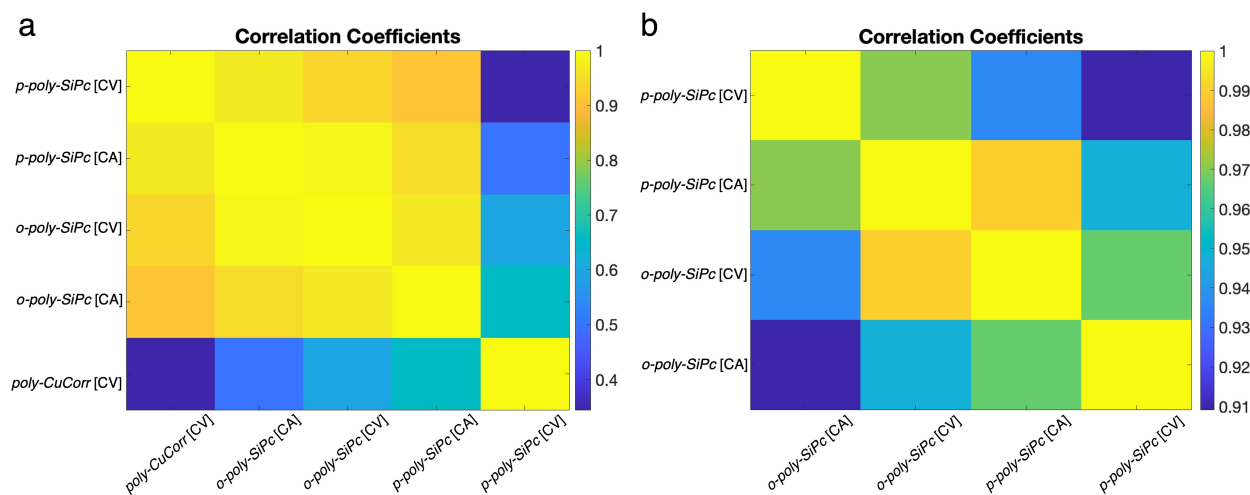 a
Correlation Coefficients
p-poly-SiPc [CV]
p-poly-SiPc [CA]
o-poly-SiPc [CV]
o-poly-SiPc [CA]
poly-CuCorr [CV]
poly-CuCorr [CV]
o-poly-SiPc [CA]
o-poly-SiPc [CV]
p-poly-SiPc [CA]
p-poly-SiPc [CV]
1
0.9
0.8
0.7
0.6
0.5
0.4
b
Correlation Coefficients
p-poly-SiPc [CV]
p-poly-SiPc [CA]
o-poly-SiPc [CV]
o-poly-SiPc [CA]
o-poly-SiPc [CA]
o-poly-SiPc [CV]
p-poly-SiPc [CA]
p-poly-SiPc [CV]
1
0.99
0.98
0.97
0.96
0.95
0.94
0.93
0.92
0.91